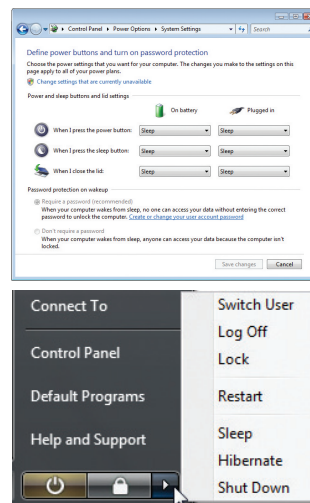 Control Panel ▸ Power Options ▸ System Settings
Search
Define power buttons and turn on password protection
Choose the power settings that you want for your computer. The changes you make to the settings on this
page apply to all of your power plans.
Change settings that are currently unavailable
Power and sleep buttons and lid settings
On battery Plugged in
When I press the power button: Sleep Sleep
When I press the sleep button: Sleep Sleep
When I close the lid: Sleep Sleep
Password protection on wakeup
Require a password (recommended)
When your computer wakes from sleep, no one can access your data without entering the correct
password to unlock the computer. Create or change your user account password
Don't require a password
When your computer wakes from sleep, anyone can access your data because the computer isn't
locked.
Save changes Cancel
Connect To
Control Panel
Default Programs
Help and Support
Switch User
Log Off
Lock
Restart
Sleep
Hibernate
Shut Down